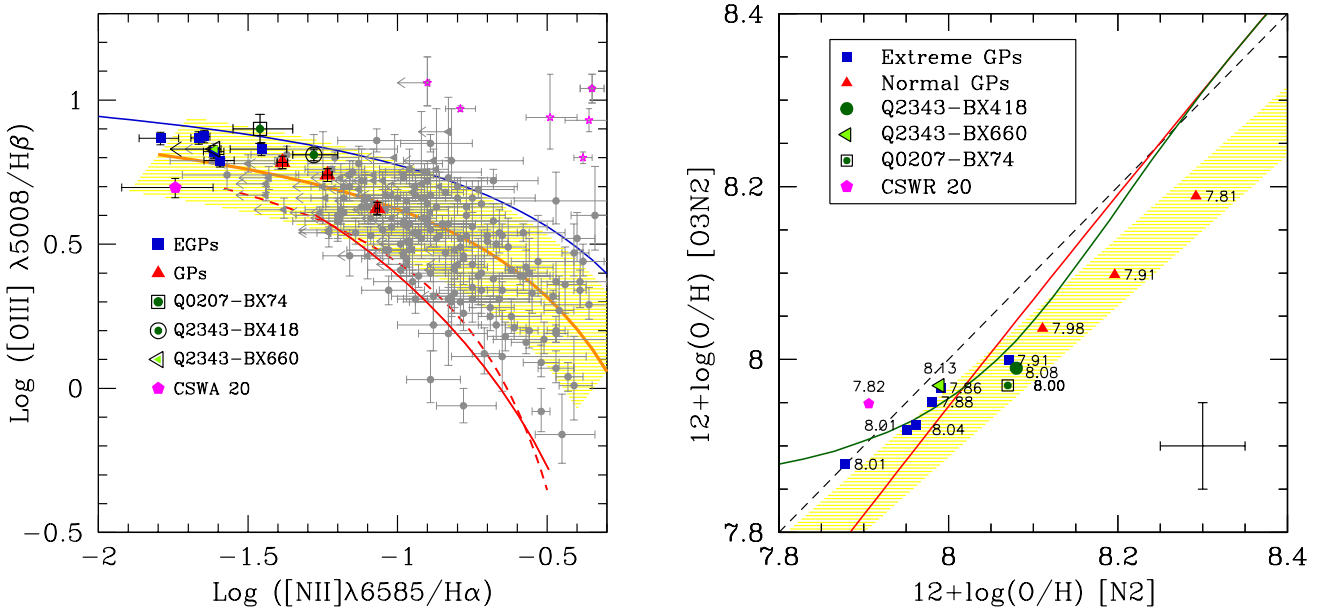 1
0.5
0
−0.5
−2
−1.5
−1
−0.5
Log ([OIII] λ5008/Hβ)
Log ([NII]λ6585/Hα)
EGPs
GPs
Q0207−BX74
Q2343−BX418
Q2343−BX660
CSWA 20
8.4
8.2
8
7.8
7.8
8
8.2
8.4
12+log(O/H) [O3N2]
12+log(O/H) [N2]
Extreme GPs
Normal GPs
Q2343−BX418
Q2343−BX660
Q0207−BX74
CSWR 20
7.81
7.91
7.98
7.91
8.13
8.08
7.82
7.86
8.00
7.88
8.01
8.04
8.01